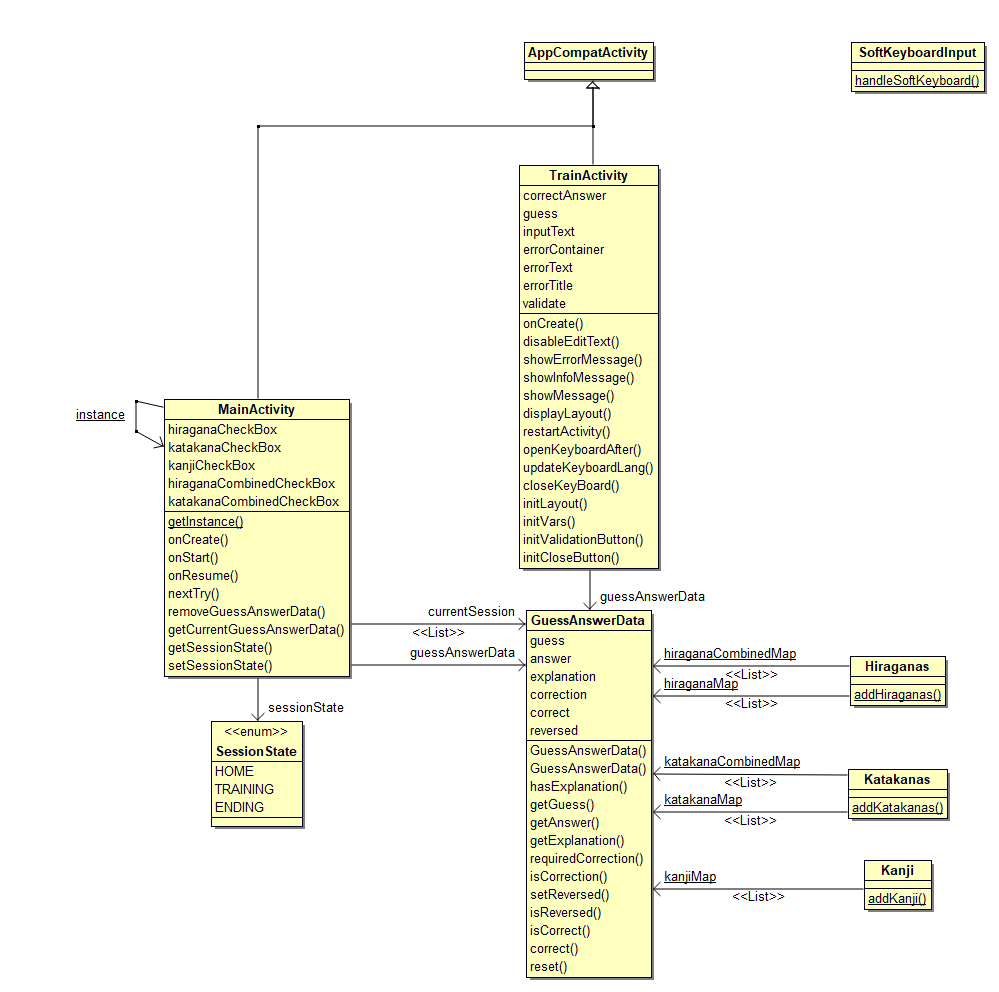 AppCompatActivity
SoftKeyboardInput
handleSoftKeyboard()
TrainActivity
correctAnswer
guess
inputText
errorContainer
errorText
errorTitle
validate
onCreate()
disableEditText()
showErrorMessage()
showInfoMessage()
showMessage()
displayLayout()
restartActivity()
openKeyboardAfter()
updateKeyboardLang()
closeKeyBoard()
initLayout()
initVars()
initValidationButton()
initCloseButton()
instance
MainActivity
hiraganaCheckBox
katakanaCheckBox
kanjiCheckBox
hiraganaCombinedCheckBox
katakanaCombinedCheckBox
getInstance()
onCreate()
onStart()
onResume()
nextTry()
removeGuessAnswerData()
getCurrentGuessAnswerData()
getSessionState()
setSessionState()
currentSession
<<List>>
guessAnswerData
guessAnswerData
sessionState
<<enum>>
SessionState
HOME
TRAINING
ENDING
GuessAnswerData
guess
answer
explanation
correction
correct
reversed
GuessAnswerData()
GuessAnswerData()
hasExplanation()
getGuess()
getAnswer()
getExplanation()
requiredCorrection()
isCorrection()
setReversed()
isReversed()
isCorrect()
correct()
reset()
hiraganaCombinedMap
<<List>>
hiraganaMap
<<List>>
Hiraganas
addHiraganas()
katakanaCombinedMap
<<List>>
katakanaMap
<<List>>
Katakanas
addKatakanas()
kanjiMap
<<List>>
Kanji
addKanji()